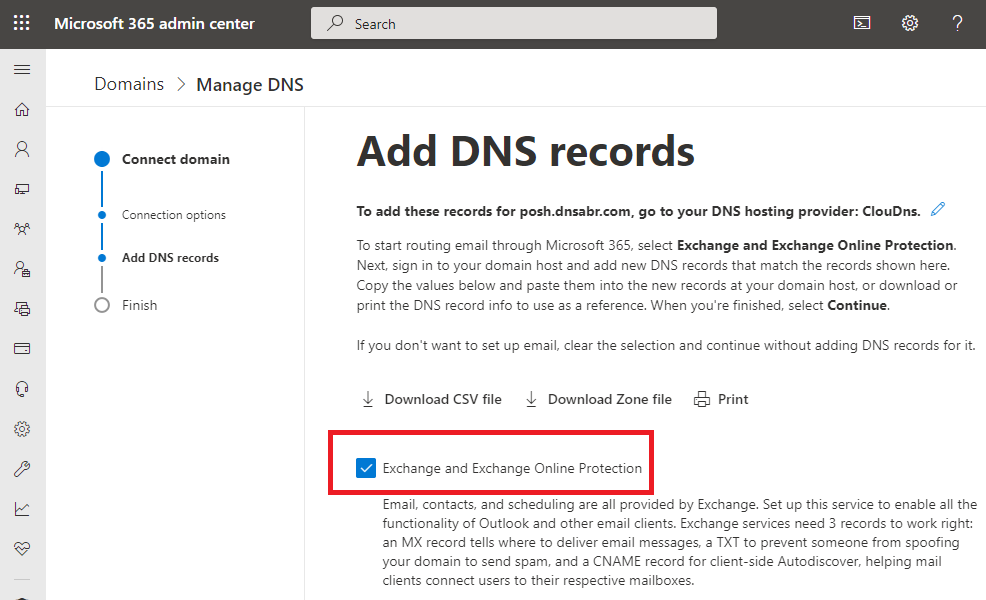 Microsoft 365 admin center
Search
?
Domains > Manage DNS
Connect domain
Connection options
Add DNS records
Finish
Add DNS records
To add these records for posh.dnsabr.com, go to your DNS hosting provider: ClouDns.
To start routing email through Microsoft 365, select Exchange and Exchange Online Protection.
Next, sign in to your domain host and add new DNS records that match the records shown here.
Copy the values below and paste them into the new records at your domain host, or download or
print the DNS record info to use as a reference. When you're finished, select Continue.
If you don't want to set up email, clear the selection and continue without adding DNS records for it.
Download CSV file Download Zone file Print
Exchange and Exchange Online Protection
Email, contacts, and scheduling are all provided by Exchange. Set up this service to enable all the
functionality of Outlook and other email clients. Exchange services need 3 records to work right:
an MX record tells where to deliver email messages, a TXT to prevent someone from spoofing
your domain to send spam, and a CNAME record for client-side Autodiscover, helping mail
clients connect users to their respective mailboxes.